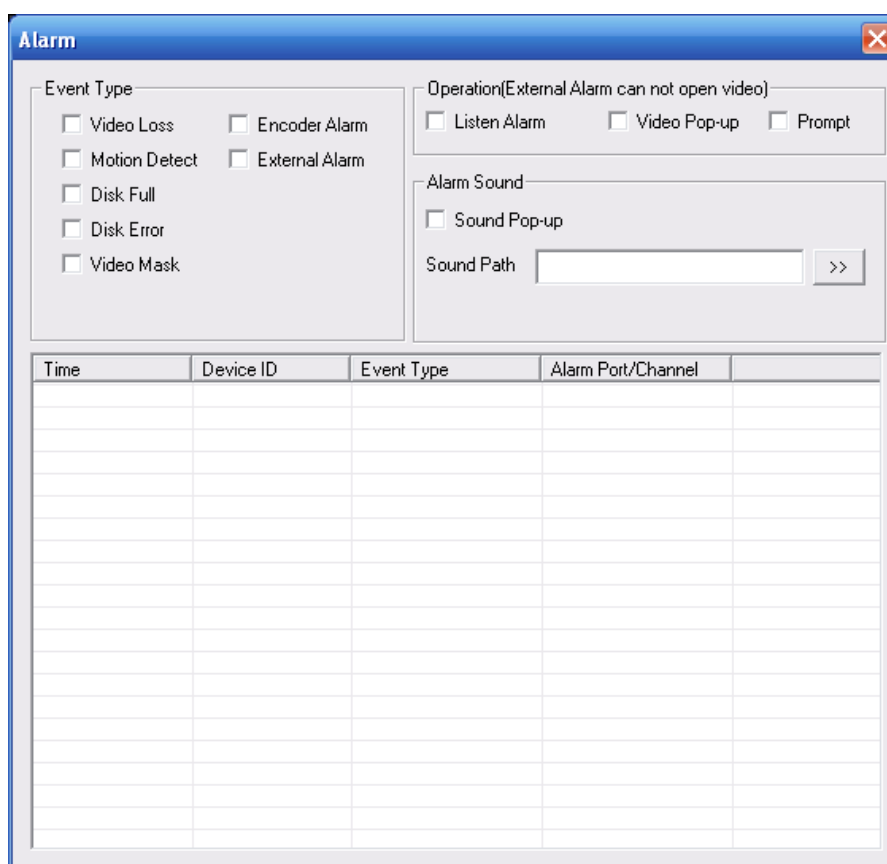 Alarm
Event Type
Video Loss Encoder Alarm
Motion Detect External Alarm
Disk Full
Disk Error
Video Mask
Operation(External Alarm can not open video)
Listen Alarm Video Pop-up Prompt
Alarm Sound
Sound Pop-up
Sound Path >>
Time Device ID Event Type Alarm Port/Channel